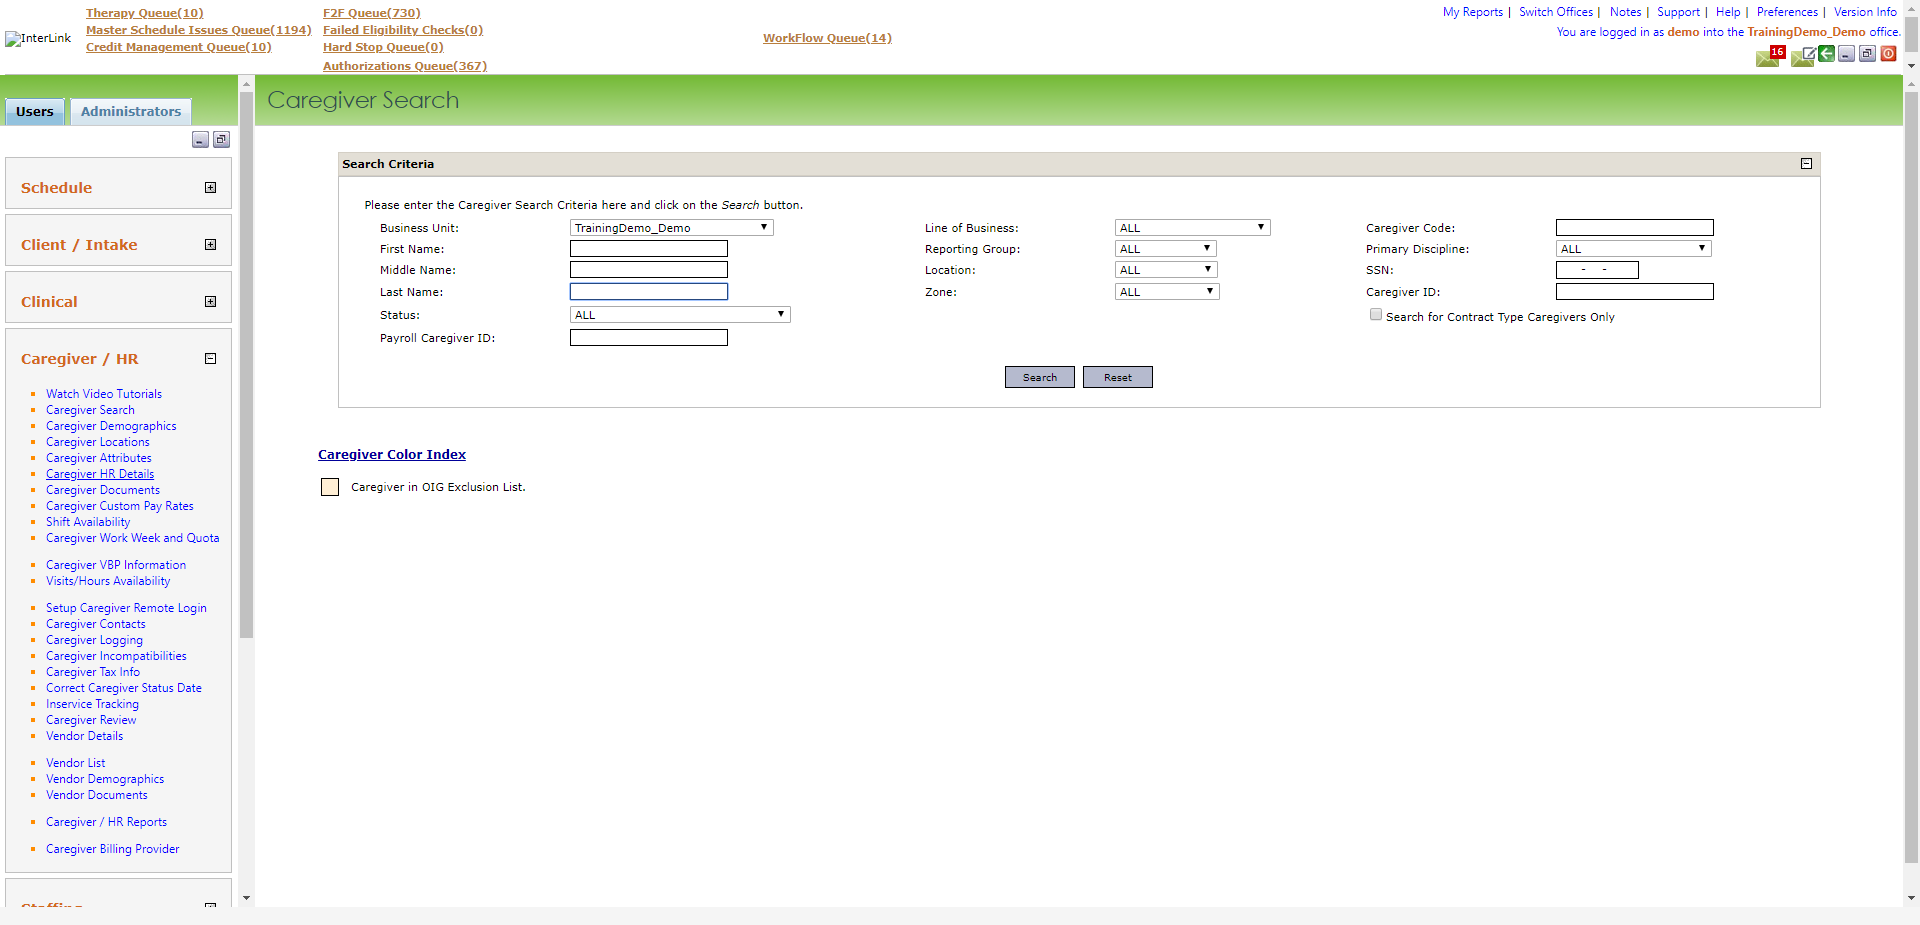 InterLink
Therapy Queue(10)
Master Schedule Issues Queue(1194)
Credit Management Queue(10)
F2F Queue(730)
Failed Eligibility Checks(0)
Hard Stop Queue(0)
Authorizations Queue(367)
WorkFlow Queue(14)
My Reports | Switch Offices | Notes | Support | Help | Preferences | Version Info
You are logged in as demo into the TrainingDemo_Demo office.
16
Users
Administrators
Schedule
Client / Intake
Clinical
Caregiver / HR
Watch Video Tutorials
Caregiver Search
Caregiver Demographics
Caregiver Locations
Caregiver Attributes
Caregiver HR Details
Caregiver Documents
Caregiver Custom Pay Rates
Shift Availability
Caregiver Work Week and Quota
Caregiver VBP Information
Visits/Hours Availability
Setup Caregiver Remote Login
Caregiver Contacts
Caregiver Logging
Caregiver Incompatibilities
Caregiver Tax Info
Correct Caregiver Status Date
Inservice Tracking
Caregiver Review
Vendor Details
Vendor List
Vendor Demographics
Vendor Documents
Caregiver / HR Reports
Caregiver Billing Provider
Staffing
Caregiver Search
Search Criteria
Please enter the Caregiver Search Criteria here and click on the Search button.
Business Unit: TrainingDemo_Demo
Line of Business: ALL
Caregiver Code:
First Name:
Reporting Group: ALL
Primary Discipline: ALL
Middle Name:
Location: ALL
SSN: - -
Last Name:
Zone: ALL
Caregiver ID:
Status: ALL
Search for Contract Type Caregivers Only
Payroll Caregiver ID:
Search
Reset
Caregiver Color Index
Caregiver in OIG Exclusion List.